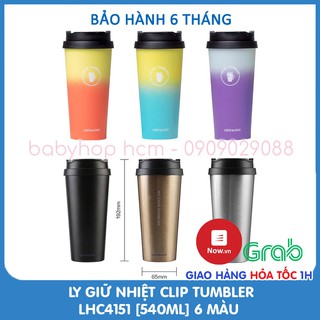 BẢO HÀNH 6 THÁNG
babyhop hcm - 0909029088
192mm
65mm
Now.vn
Grab
GIAO HÀNG HỎA TỐC 1H
LY GIỮ NHIỆT CLIP TUMBLER
LHC4151 [540ML] 6 MÀU